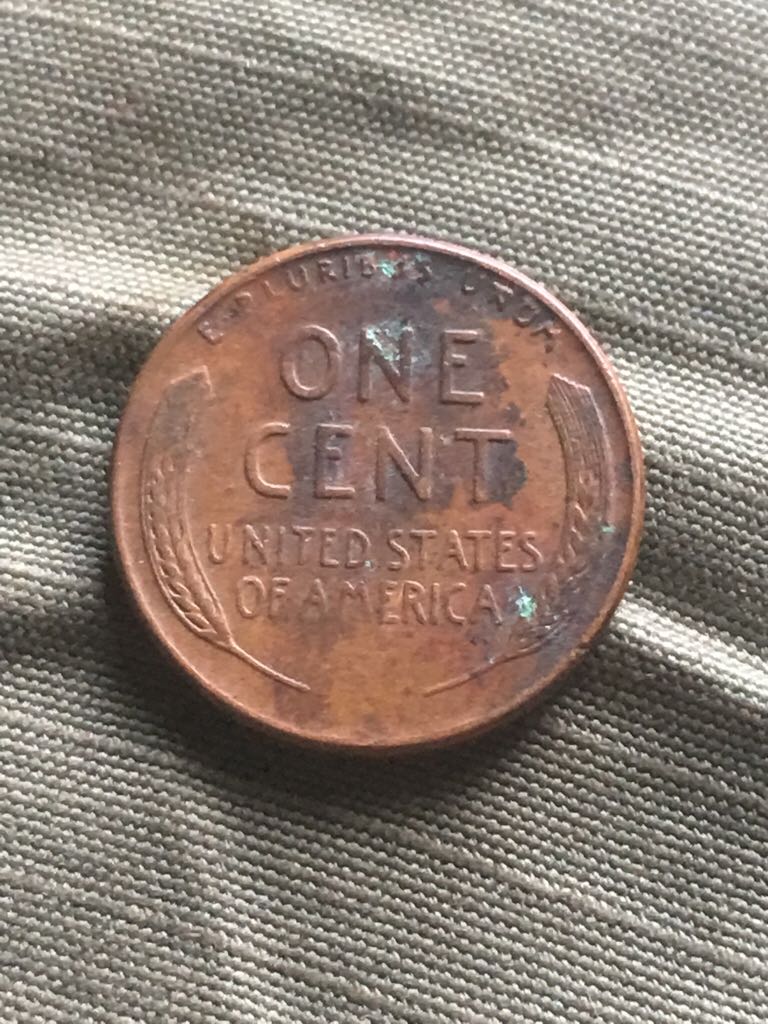 E PLURIBUS UNUM
ONE
CENT
UNITED STATES
OF AMERICA